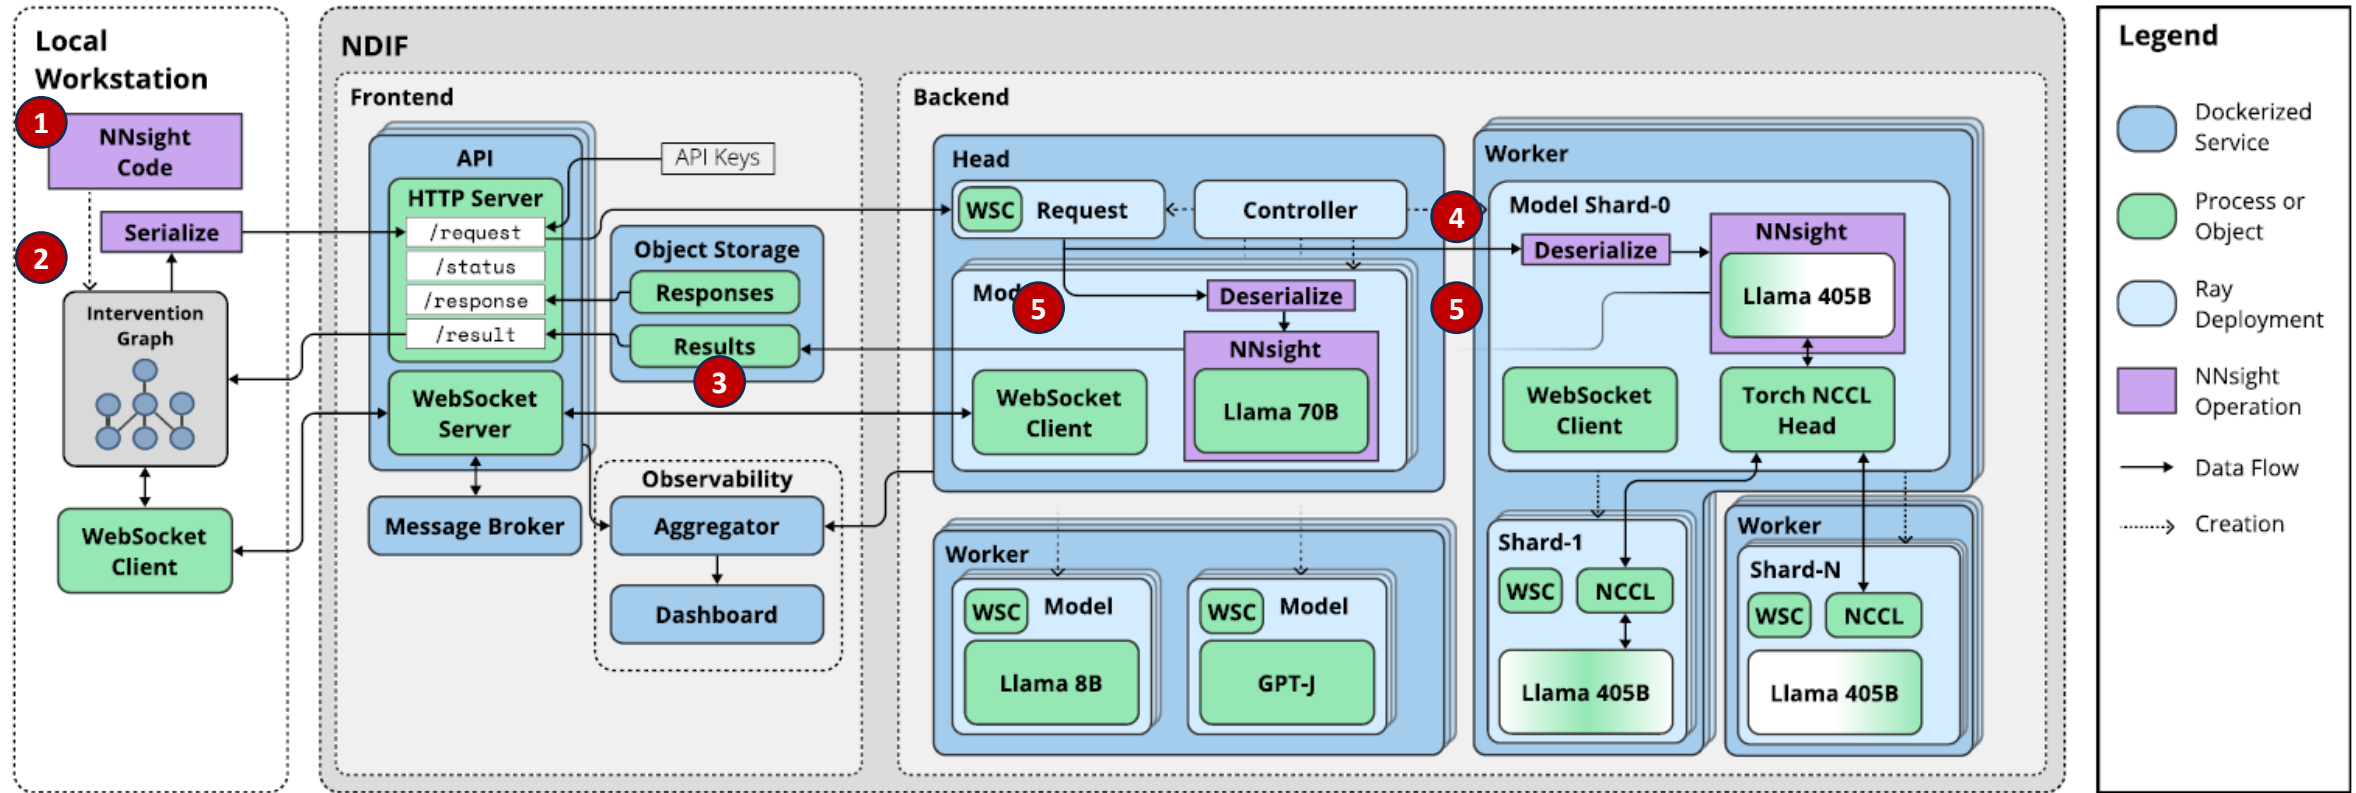 Local
Workstation
1
NNsight
Code
Serialize
2
Intervention
Graph
WebSocket
Client
NDIF
Frontend
API
HTTP Server
/request
/status
/response
/result
WebSocket
Server
Message Broker
API Keys
Object Storage
Responses
Results
3
Observability
Aggregator
Dashboard
Backend
Head
WSC Request
Controller
5
Deserialize
NNsight
Llama 70B
WebSocket
Client
Worker
WSC Model
Llama 8B
WSC Model
GPT-J
4
5
Worker
Model Shard-0
Deserialize
NNsight
Llama 405B
WebSocket
Client
Torch NCCL
Head
Shard-1
WSC NCCL
Llama 405B
Worker
Shard-N
WSC NCCL
Llama 405B
Legend
Dockerized
Service
Process or
Object
Ray
Deployment
NNsight
Operation
Data Flow
Creation